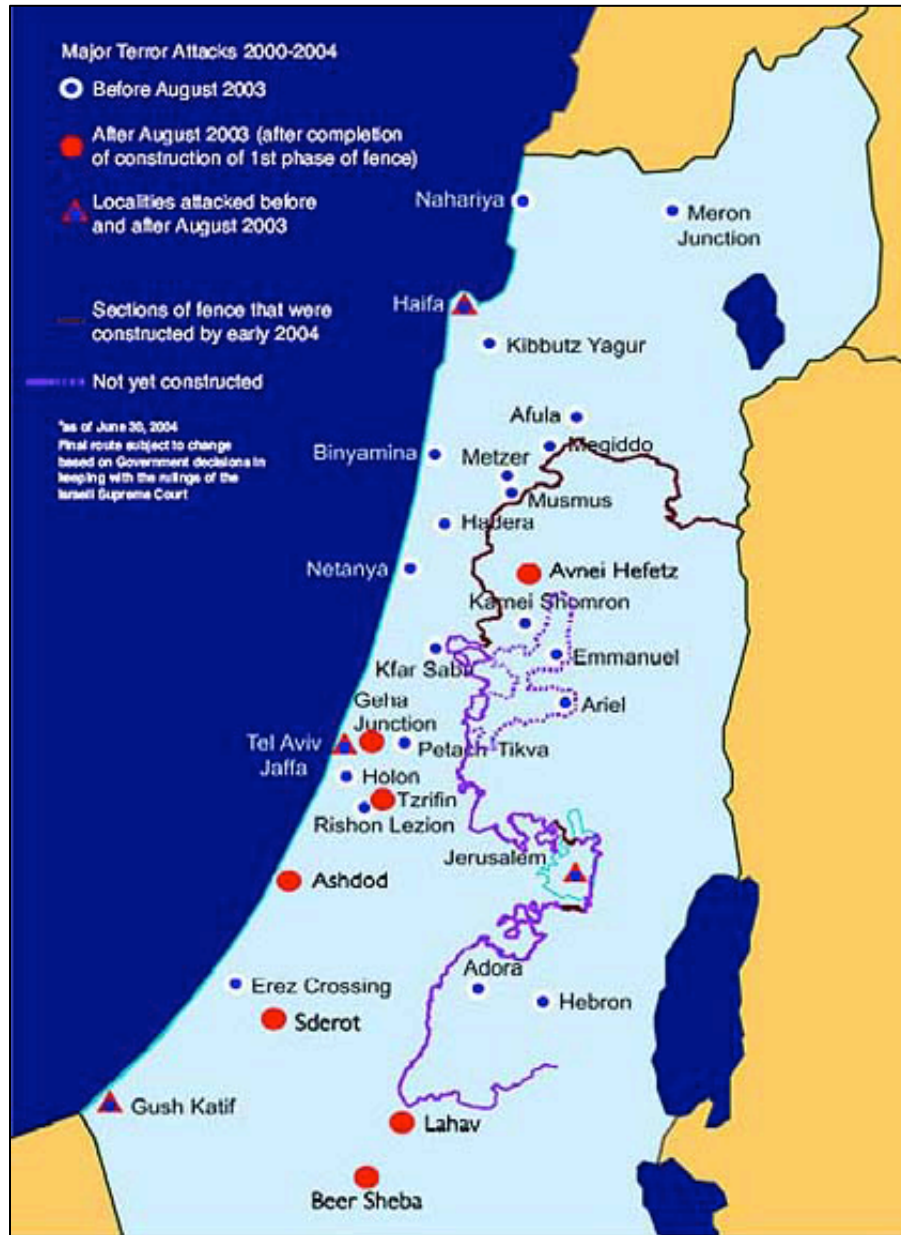 Major Terror Attacks 2000-2004
Before August 2003
After August 2003 (after completion
of construction of 1st phase of fence)
Localities attacked before
and after August 2003
Sections of fence that were
constructed by early 2004
Not yet constructed
*as of June 30, 2004
Final route subject to change
based on Government decisions in
keeping with the rulings of the
Israeli Supreme Court
Nahariya
Meron
Junction
Haifa
Kibbutz Yagur
Afula
Megiddo
Binyamina
Metzer
Musmus
Hadera
Netanya
Avnei Hefetz
Karnei Shomron
Kfar Saba
Emmanuel
Geha
Junction
Ariel
Tel Aviv
Jaffa
Petach Tikva
Holon
Tzrifin
Rishon Lezion
Jerusalem
Ashdod
Adora
Erez Crossing
Hebron
Sderot
Gush Katif
Lahav
Beer Sheba